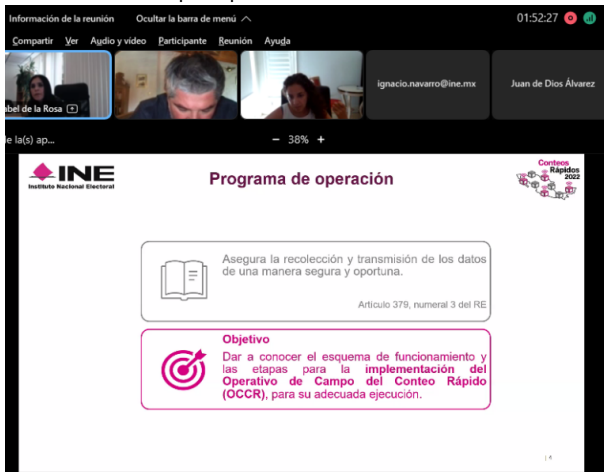 Información de la reunión Ocultar la barra de menú 01:52:27
Compartir Ver Audio y vídeo Participante Reunión Ayuda
abel de la Rosa ignacio.navarro@ine.mx Juan de Dios Álvarez
e la(s) ap... − 38% +
INE
Instituto Nacional Electoral
Programa de operación
Conteos
Rápidos
2022
Asegura la recolección y transmisión de los datos
de una manera segura y oportuna.
Artículo 379, numeral 3 del RE
Objetivo
Dar a conocer el esquema de funcionamiento y
las etapas para la implementación del
Operativo de Campo del Conteo Rápido
(OCCR), para su adecuada ejecución.